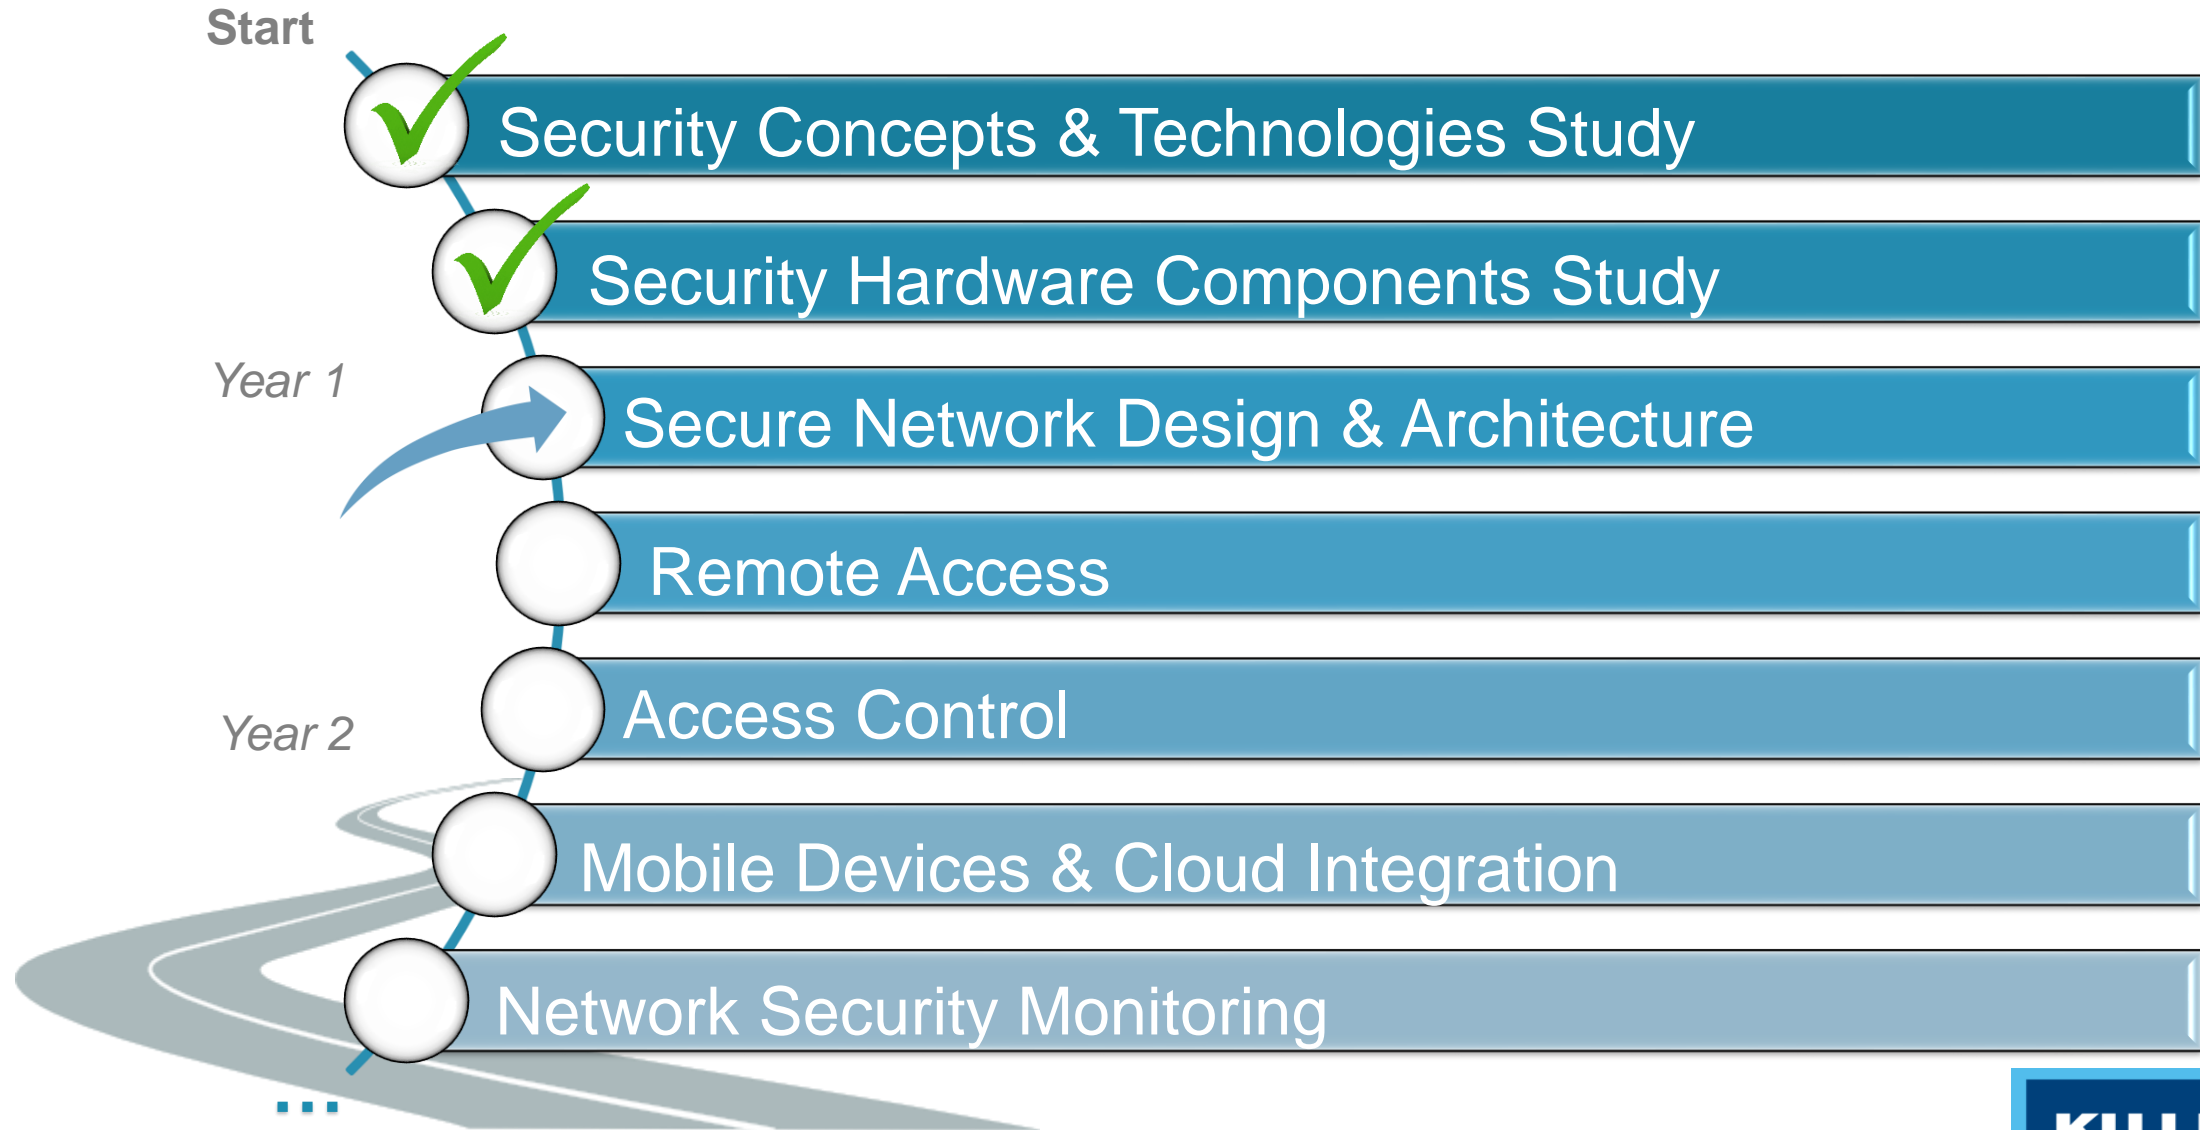 Start
Security Concepts & Technologies Study
Security Hardware Components Study
Year 1
Secure Network Design & Architecture
Remote Access
Access Control
Year 2
Mobile Devices & Cloud Integration
Network Security Monitoring
...